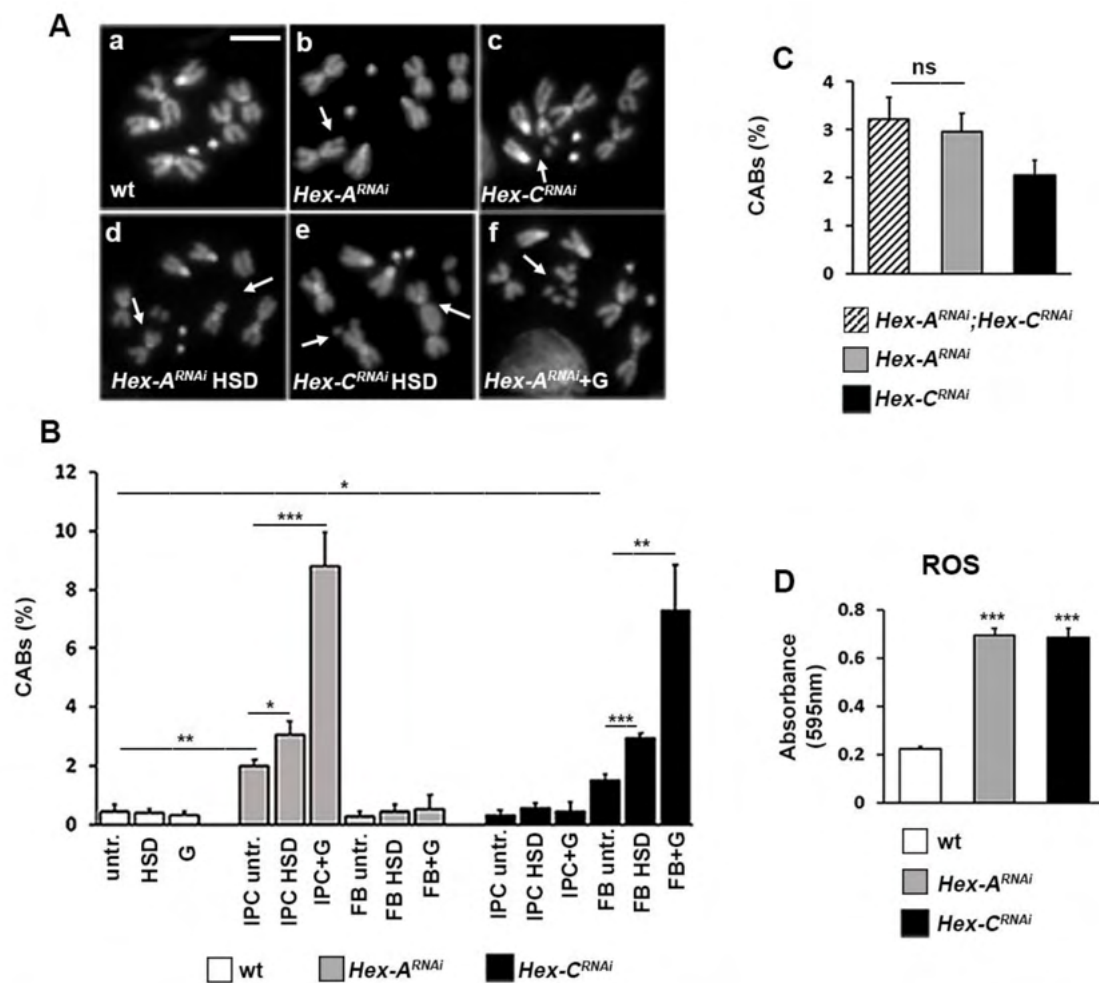 A
a
b
c
wt
Hex-A^RNAi
Hex-C^RNAi
d
e
f
Hex-A^RNAi HSD
Hex-C^RNAi HSD
Hex-A^RNAi+G
B
CABs (%)
12
10
8
6
4
2
0
*
***
**
*
**
***
untr.
HSD
G
IPC untr.
IPC HSD
IPC+G
FB untr.
FB HSD
FB+G
IPC untr.
IPC HSD
IPC+G
FB untr.
FB HSD
FB+G
wt
Hex-A^RNAi
Hex-C^RNAi
C
ns
CABs (%)
4
3
2
1
0
Hex-A^RNAi;Hex-C^RNAi
Hex-A^RNAi
Hex-C^RNAi
D
ROS
Absorbance
(595nm)
0.8
0.6
0.4
0.2
0
***
***
wt
Hex-A^RNAi
Hex-C^RNAi